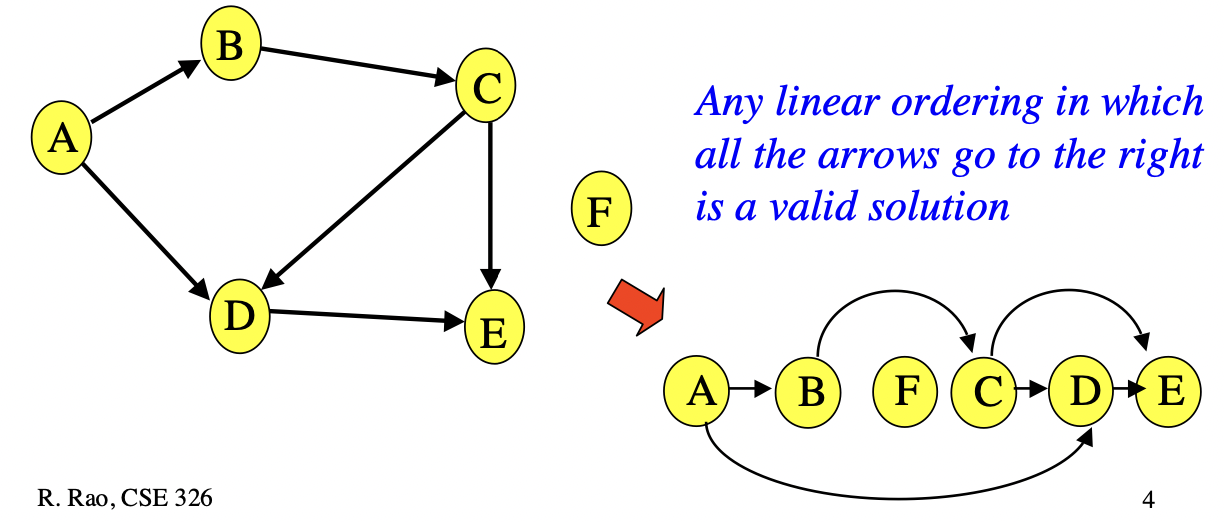 B
C
A
Any linear ordering in which
all the arrows go to the right
is a valid solution
F
D
E
A B F C D E
R. Rao, CSE 326
4